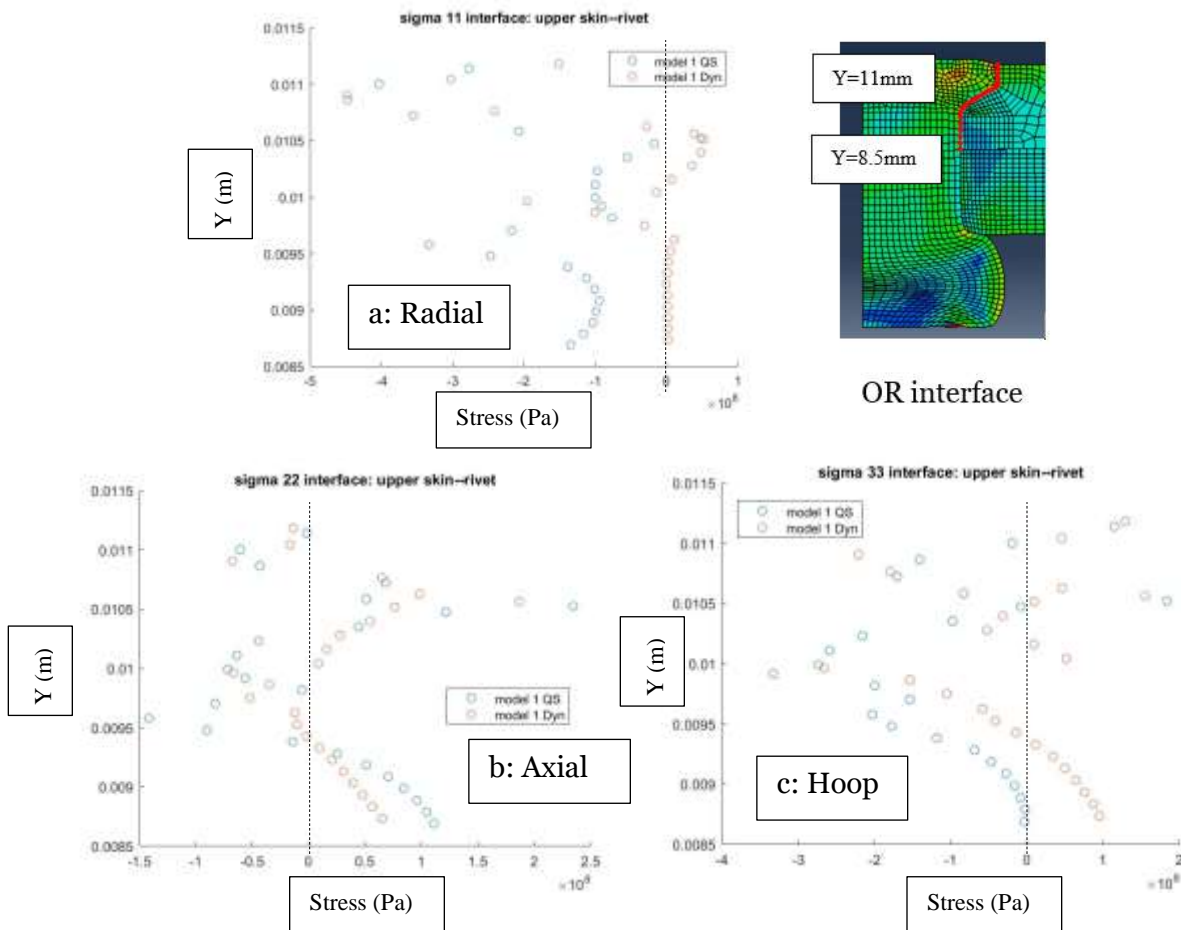 sigma 11 interface: upper skin--rivet
0.0115
0.011
0.0105
0.01
0.0095
0.009
0.0085
Y (m)
model 1 QS
model 1 Dyn
a: Radial
-5
-4
-3
-2
-1
0
1
Stress (Pa)
Y=11mm
Y=8.5mm
OR interface
sigma 22 interface: upper skin--rivet
0.0115
0.011
0.0105
0.01
0.0095
0.009
0.0085
Y (m)
model 1 QS
model 1 Dyn
b: Axial
-1.5
-1
-0.5
0
0.5
1
1.5
2
2.5
Stress (Pa)
sigma 33 interface: upper skin--rivet
0.0115
0.011
0.0105
0.01
0.0095
0.009
0.0085
Y (m)
model 1 QS
model 1 Dyn
c: Hoop
-4
-3
-2
-1
0
1
2
Stress (Pa)